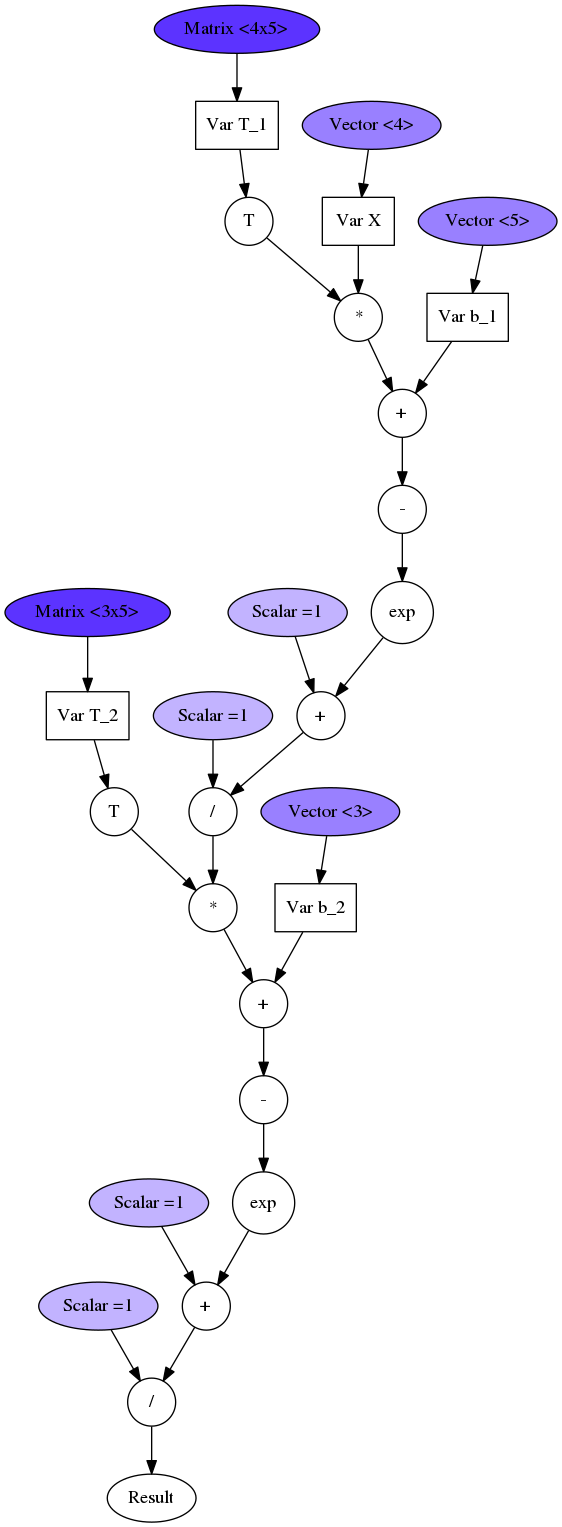 Matrix <4x5>
Var T_1
Vector <4>
T
Var X
Vector <5>
*
Var b_1
+
-
Matrix <3x5>
Scalar =1
exp
Var T_2
Scalar =1
+
T
/
Vector <3>
*
Var b_2
+
-
Scalar =1
exp
Scalar =1
+
/
Result